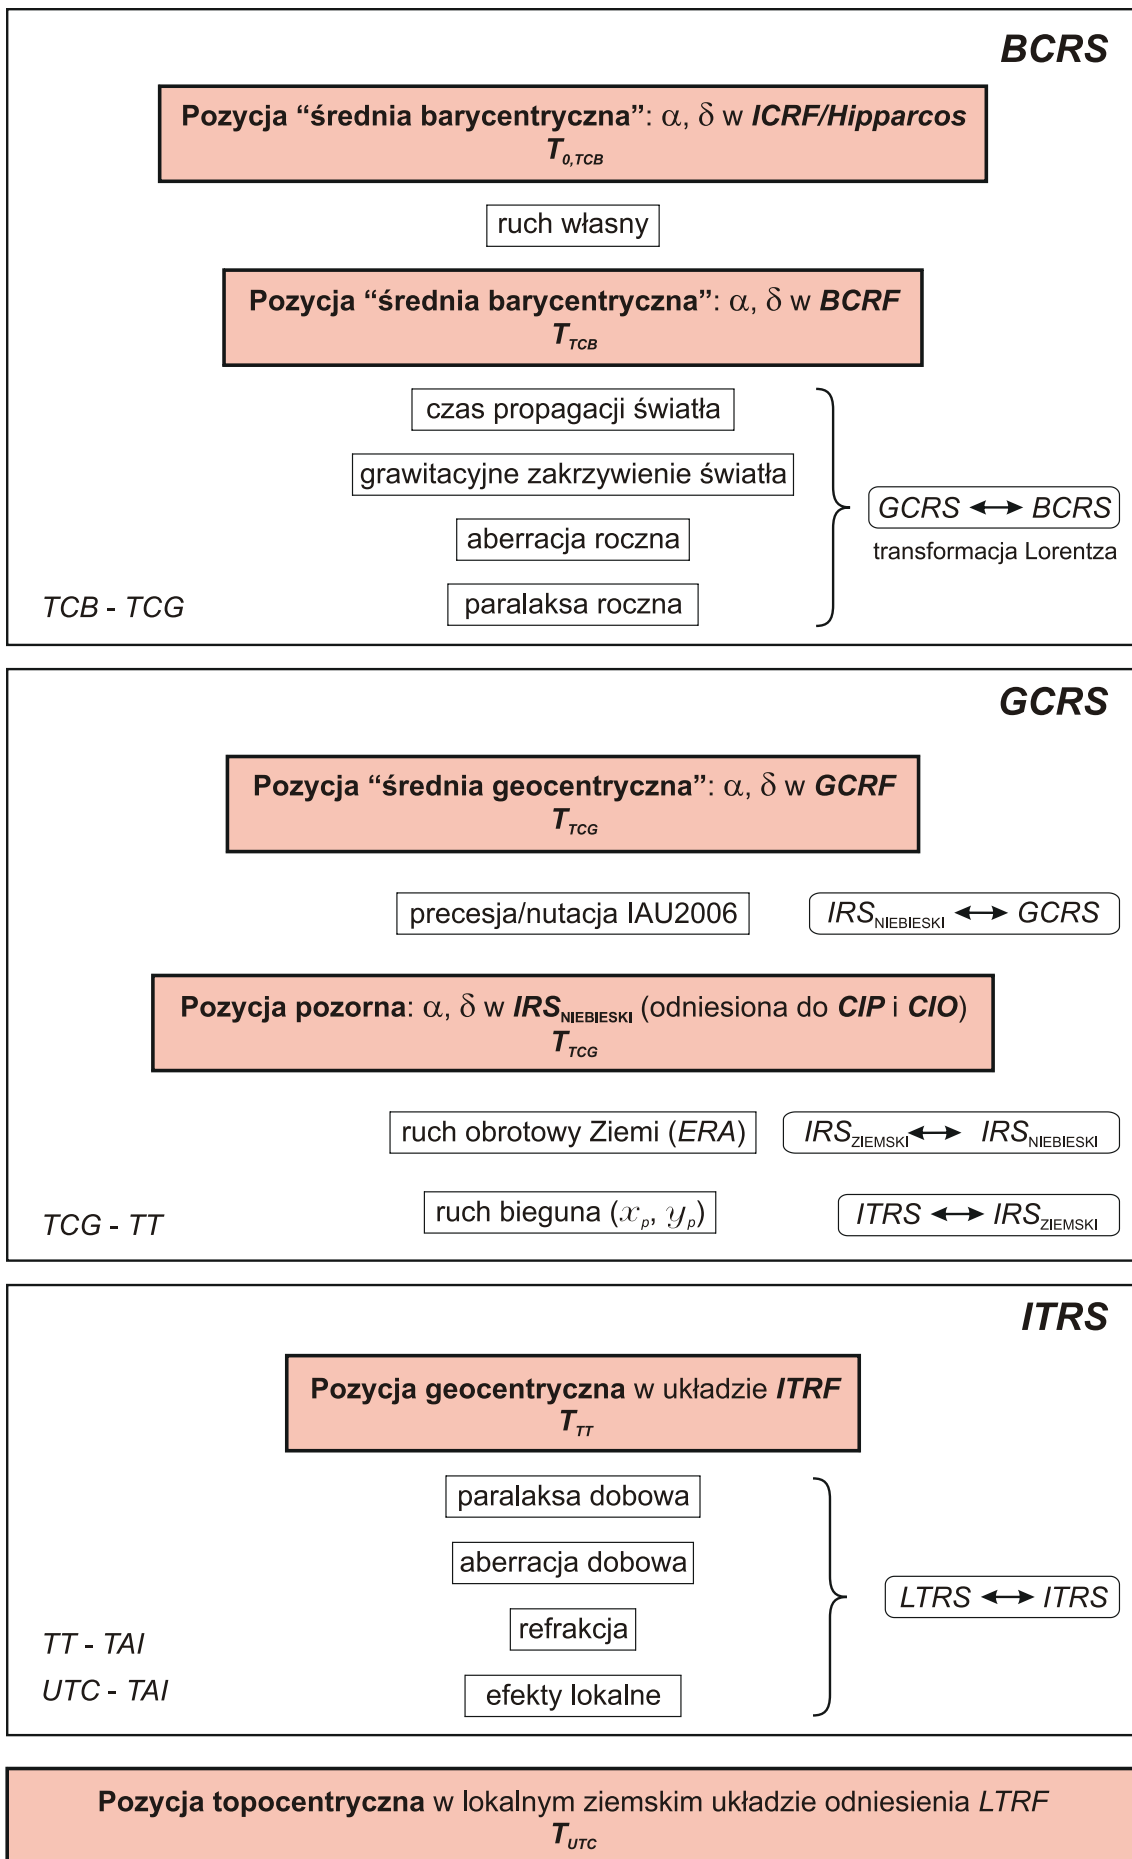 BCRS
Pozycja “średnia barycentryczna”: α, δ w ICRF/Hipparcos
T0,TCB
ruch własny
Pozycja “średnia barycentryczna”: α, δ w BCRF
TTCB
czas propagacji światła
grawitacyjne zakrzywienie światła
GCRS ↔ BCRS
aberracja roczna
transformacja Lorentza
paralaksa roczna
TCB - TCG
GCRS
Pozycja “średnia geocentryczna”: α, δ w GCRF
TTCG
precesja/nutacja IAU2006
IRSNIEBIESKI ↔ GCRS
Pozycja pozorna: α, δ w IRSNIEBIESKI (odniesiona do CIP i CIO)
TTCG
ruch obrotowy Ziemi (ERA)
IRSZIEMSKI ↔ IRSNIEBIESKI
ruch bieguna (xp, yp)
ITRS ↔ IRSZIEMSKI
TCG - TT
ITRS
Pozycja geocentryczna w układzie ITRF
TTT
paralaksa dobowa
aberracja dobowa
LTRS ↔ ITRS
refrakcja
TT - TAI
efekty lokalne
UTC - TAI
Pozycja topocentryczna w lokalnym ziemskim układzie odniesienia LTRF
TUTC